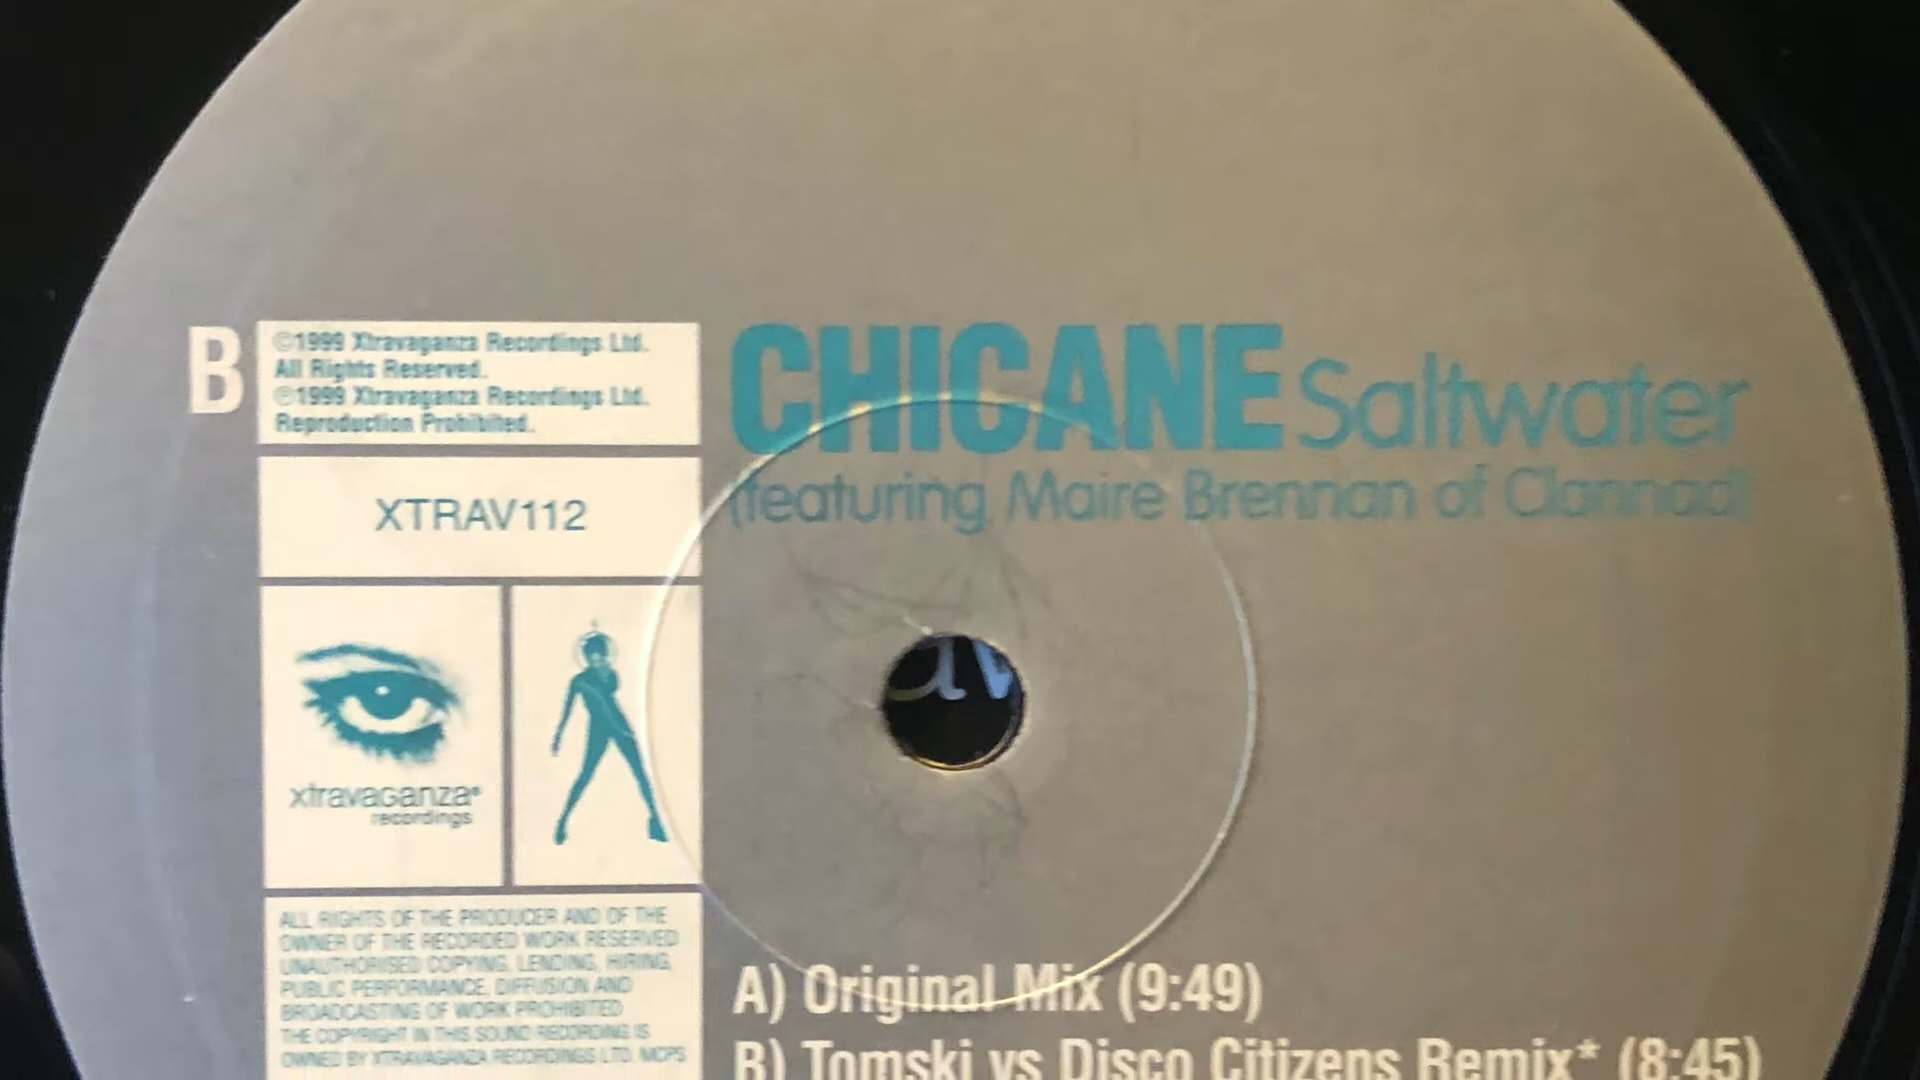 B
©1999 Xtravaganza Recordings Ltd.
All Rights Reserved.
©1999 Xtravaganza Recordings Ltd.
Reproduction Prohibited.
XTRAV112
xtravaganza
recordings
ALL RIGHTS OF THE PRODUCER AND OF THE
OWNER OF THE RECORDED WORK RESERVED
UNAUTHORISED COPYING, LENDING, HIRING,
PUBLIC PERFORMANCE, DIFFUSION AND
BROADCASTING OF WORK PROHIBITED
THE COPYRIGHT IN THIS SOUND RECORDING IS
OWNED BY XTRAVAGANZA RECORDINGS LTD. MCPS
CHICANE Saltwater
(featuring Maire Brennan of Clannad)
A) Original Mix (9:49)
B) Tomski vs Disco Citizens Remix* (8:45)